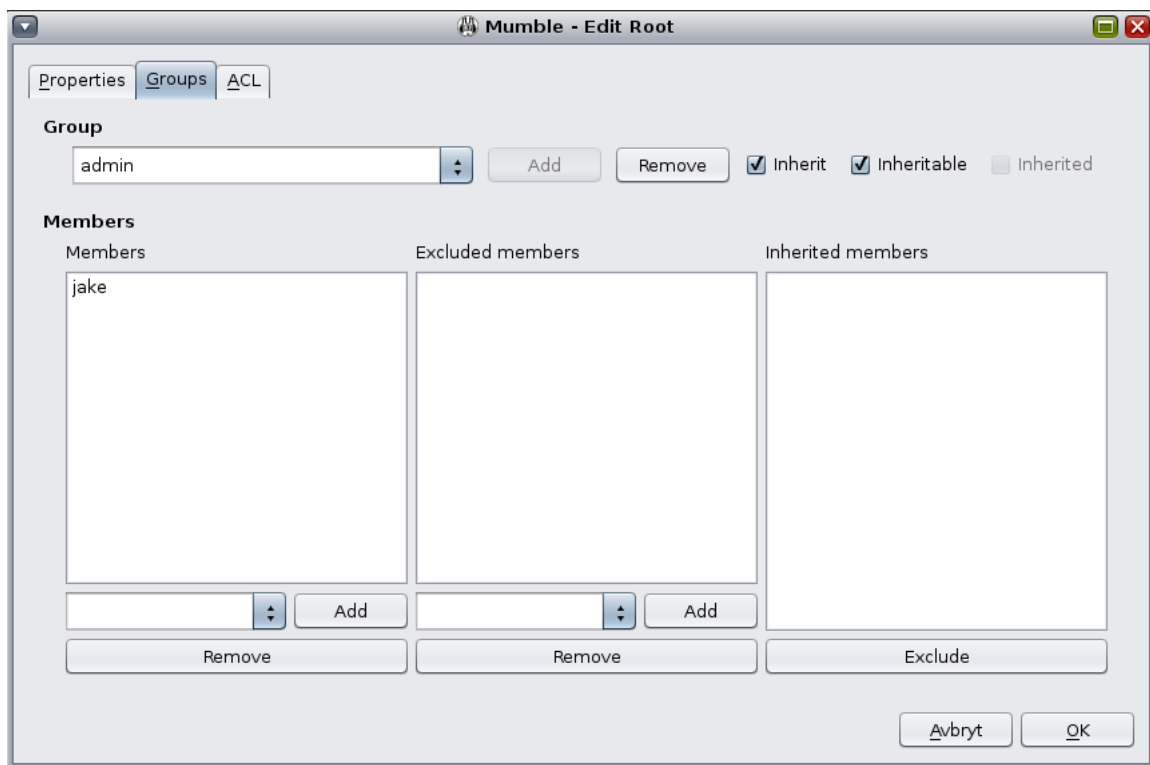 Mumble - Edit Root
Properties Groups ACL
Group
admin Add Remove Inherit Inheritable Inherited
Members
Members Excluded members Inherited members
jake
Add Add
Remove Remove Exclude
Avbryt OK